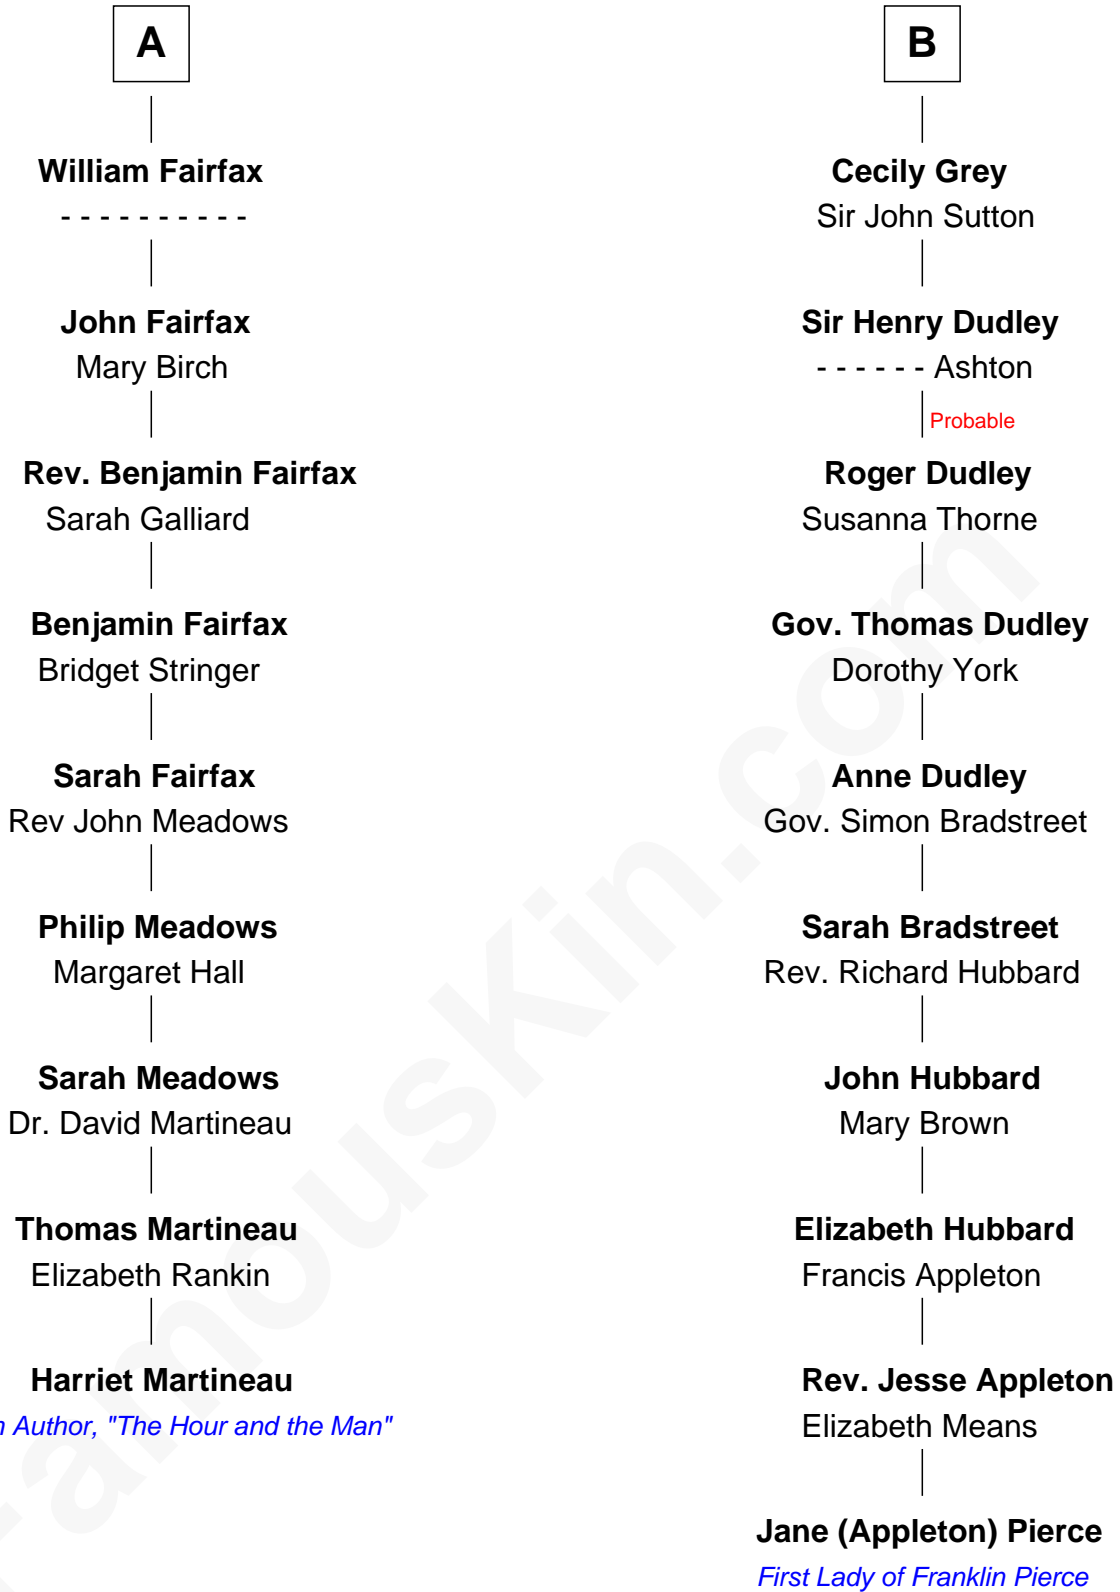 A
William Fairfax
- - - - - - - - - -
John Fairfax
Mary Birch
Rev. Benjamin Fairfax
Sarah Galliard
Benjamin Fairfax
Bridget Stringer
Sarah Fairfax
Rev John Meadows
Philip Meadows
Margaret Hall
Sarah Meadows
Dr. David Martineau
Thomas Martineau
Elizabeth Rankin
Harriet Martineau
Author, "The Hour and the Man"
B
Cecily Grey
Sir John Sutton
Sir Henry Dudley
- - - - - - Ashton
Probable
Roger Dudley
Susanna Thorne
Gov. Thomas Dudley
Dorothy York
Anne Dudley
Gov. Simon Bradstreet
Sarah Bradstreet
Rev. Richard Hubbard
John Hubbard
Mary Brown
Elizabeth Hubbard
Francis Appleton
Rev. Jesse Appleton
Elizabeth Means
Jane (Appleton) Pierce
First Lady of Franklin Pierce
FamousKin.com